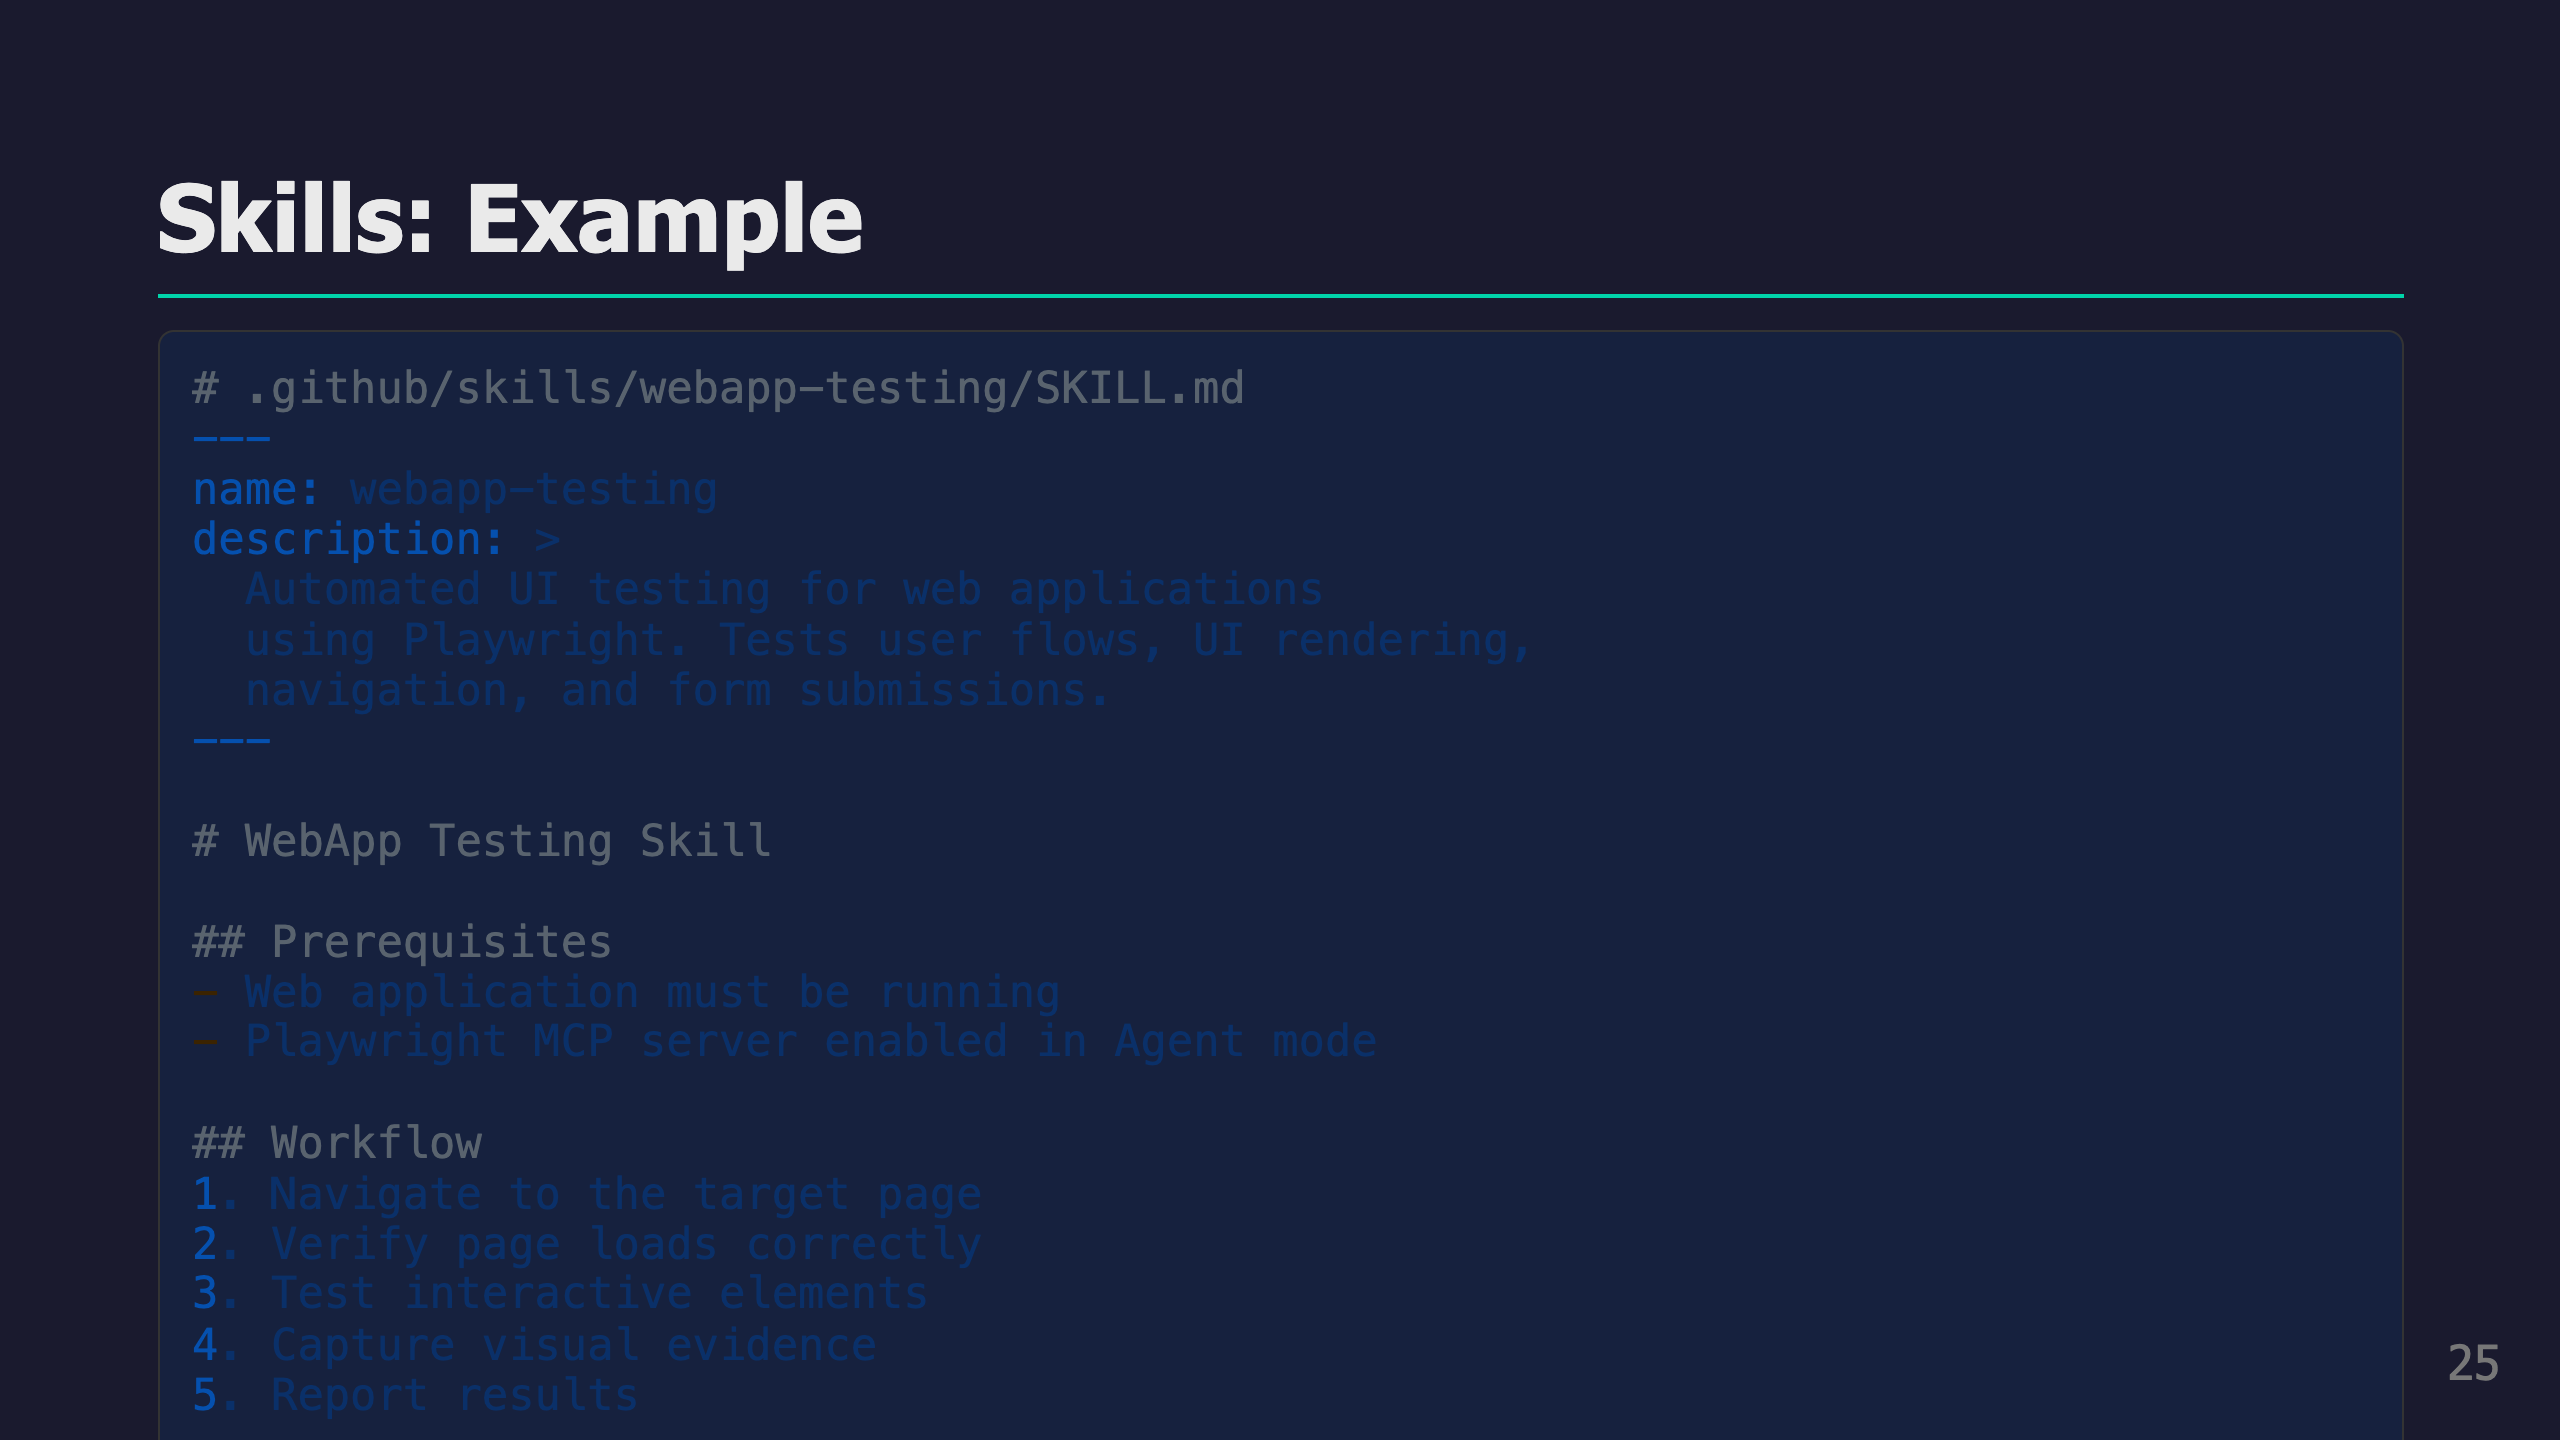 Skills: Example
# .github/skills/webapp-testing/SKILL.md
---
name: webapp-testing
description: >
  Automated UI testing for web applications
  using Playwright. Tests user flows, UI rendering,
  navigation, and form submissions.
---
# WebApp Testing Skill
## Prerequisites
- Web application must be running
- Playwright MCP server enabled in Agent mode
## Workflow
1. Navigate to the target page
2. Verify page loads correctly
3. Test interactive elements
4. Capture visual evidence
5. Report results
25